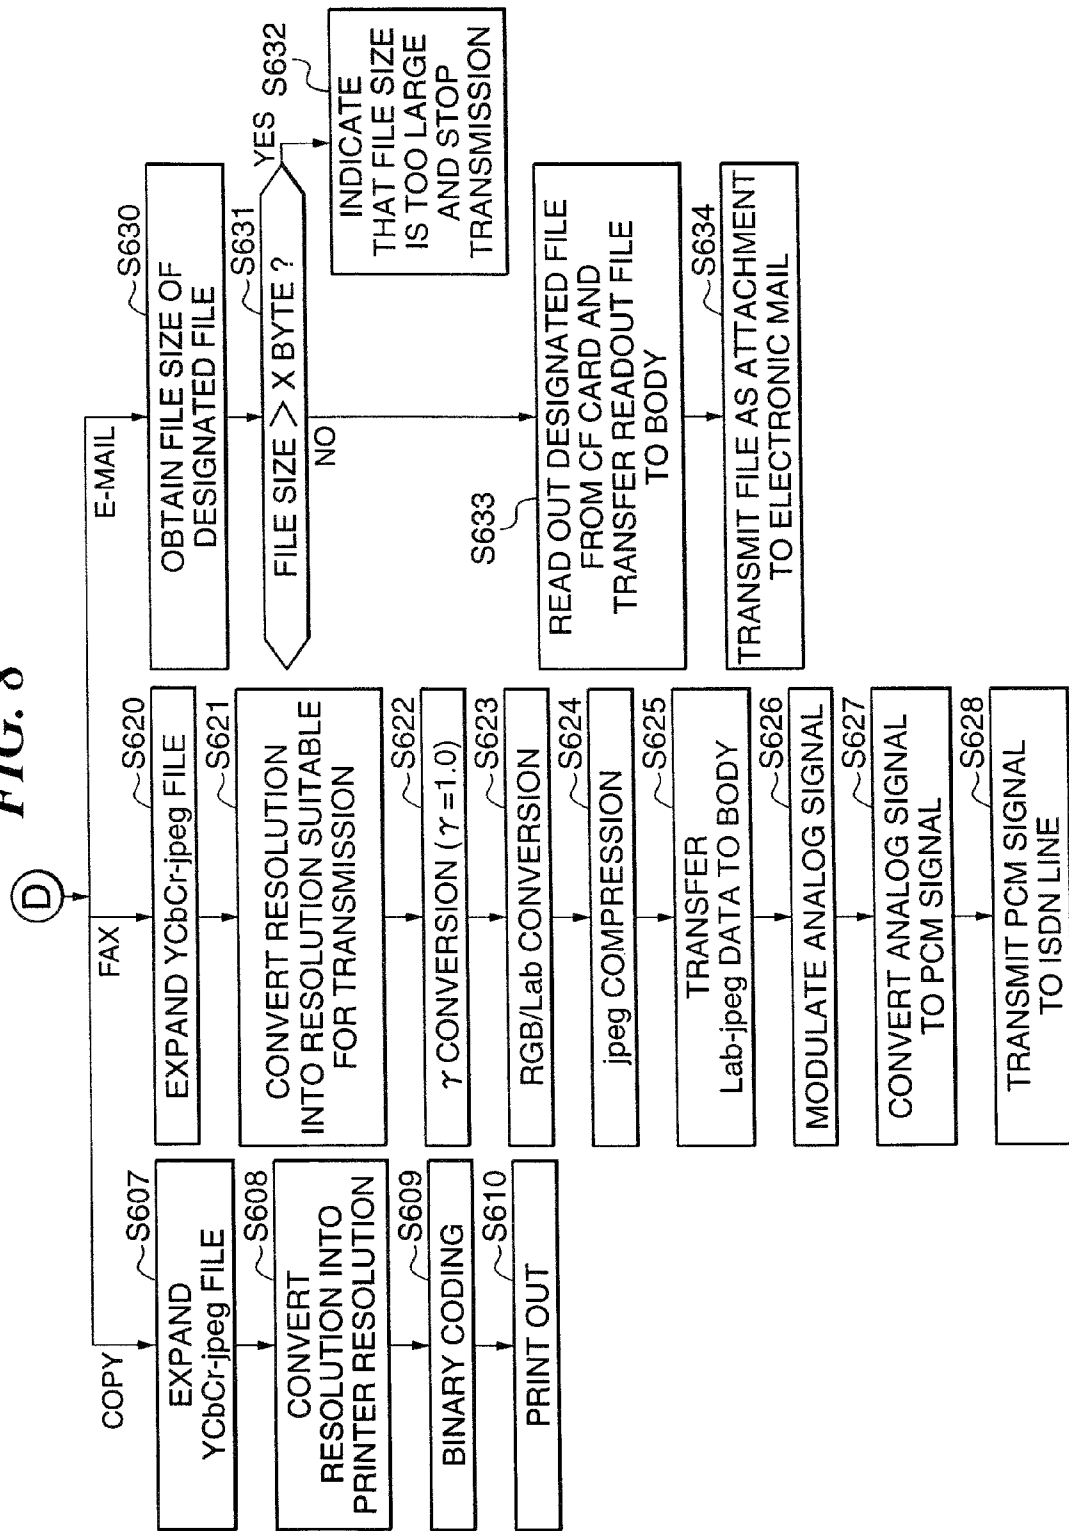 FIG. 8
D
COPY
S607
EXPAND
YCbCr-jpeg FILE
S608
CONVERT
RESOLUTION INTO
PRINTER RESOLUTION
S609
BINARY CODING
S610
PRINT OUT
FAX
S620
EXPAND YCbCr-jpeg FILE
S621
CONVERT RESOLUTION
INTO RESOLUTION SUITABLE
FOR TRANSMISSION
S622
γ CONVERSION (γ=1.0)
S623
RGB/Lab CONVERSION
S624
jpeg COMPRESSION
S625
TRANSFER
Lab-jpeg DATA TO BODY
S626
MODULATE ANALOG SIGNAL
S627
CONVERT ANALOG SIGNAL
TO PCM SIGNAL
S628
TRANSMIT PCM SIGNAL
TO ISDN LINE
E-MAIL
S630
OBTAIN FILE SIZE OF
DESIGNATED FILE
S631
FILE SIZE > X BYTE ?
YES
S632
INDICATE
THAT FILE SIZE
IS TOO LARGE
AND STOP
TRANSMISSION
NO
S633
READ OUT DESIGNATED FILE
FROM CF CARD AND
TRANSFER READOUT FILE
TO BODY
S634
TRANSMIT FILE AS ATTACHMENT
TO ELECTRONIC MAIL